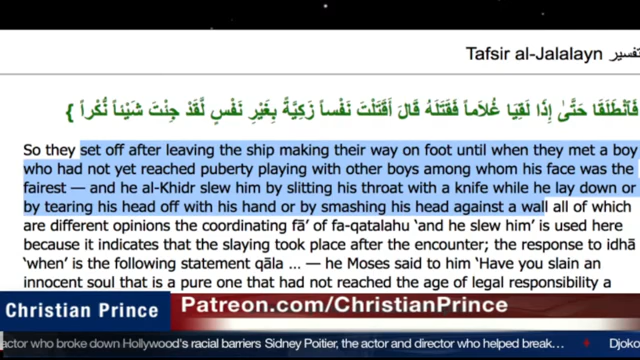 Tafsir al-Jalalayn تفسير
فَٱنْطَلَقَا حَتَّىٰ إِذَا لَقِيَا غُلاَماً فَقَتَلَهُ قَالَ أَقَتَلْتَ نَفْساً زَكِيَّةً بِغَيْرِ نَفْسٍ لَّقَدْ جِئْتَ شَيْئاً نُّكْراً }
So they set off after leaving the ship making their way on foot until when they met a boy
who had not yet reached puberty playing with other boys among whom his face was the
fairest — and he al-Khidr slew him by slitting his throat with a knife while he lay down or
by tearing his head off with his hand or by smashing his head against a wall all of which
are different opinions the coordinating fā’ of fa-qatalahu ‘and he slew him’ is used here
because it indicates that the slaying took place after the encounter; the response to idhā
‘when’ is the following statement qāla … — he Moses said to him ‘Have you slain an
innocent soul that is a pure one that had not reached the age of legal responsibility a
Christian Prince
Patreon.com/ChristianPrince
actor who broke down Hollywood's racial barriers Sidney Poitier, the actor and director who helped break... Djoko